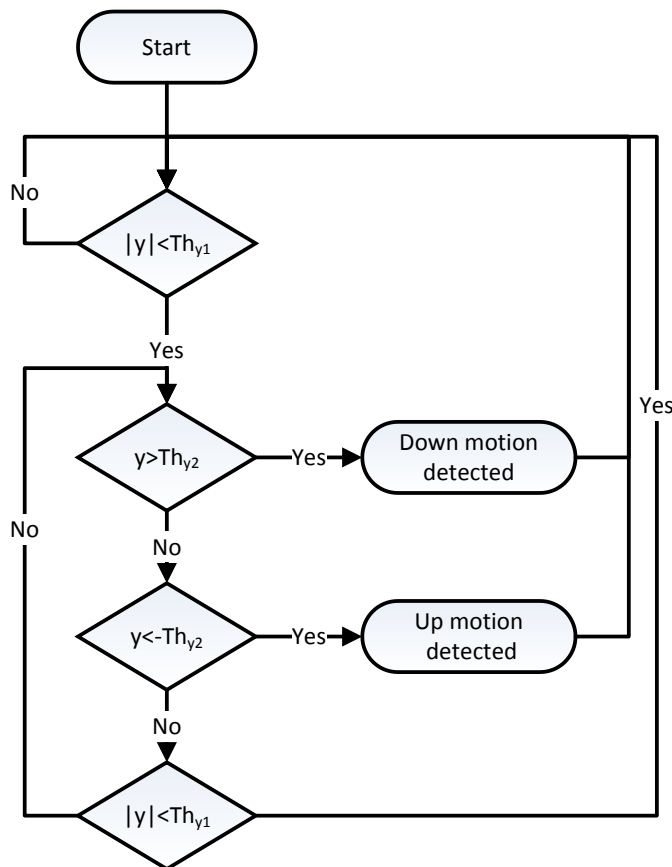 Start
No
|y|<Thy1
Yes
y>Thy2
Yes
Down motion
detected
Yes
No
No
y<-Thy2
Yes
Up motion
detected
No
|y|<Thy1